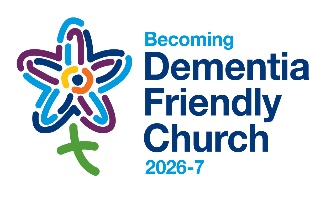 Becoming
Dementia
Friendly
Church
2026-7